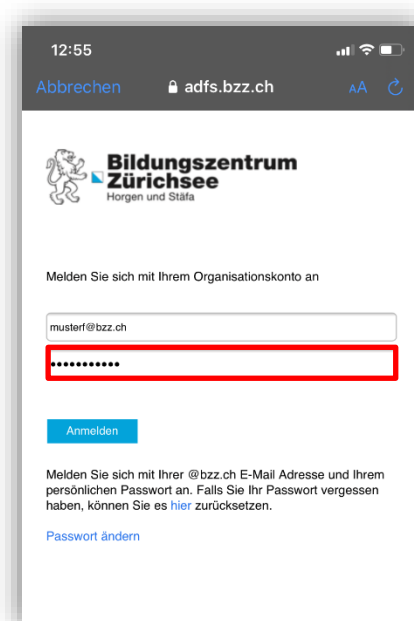 12:55
Abbrechen adfs.bzz.ch AA
Bildungszentrum
Zürichsee
Horgen und Stäfa
Melden Sie sich mit Ihrem Organisationskonto an
musterf@bzz.ch
•••••••••••
Anmelden
Melden Sie sich mit Ihrer @bzz.ch E-Mail Adresse und Ihrem
persönlichen Passwort an. Falls Sie Ihr Passwort vergessen
haben, können Sie es hier zurücksetzen.
Passwort ändern